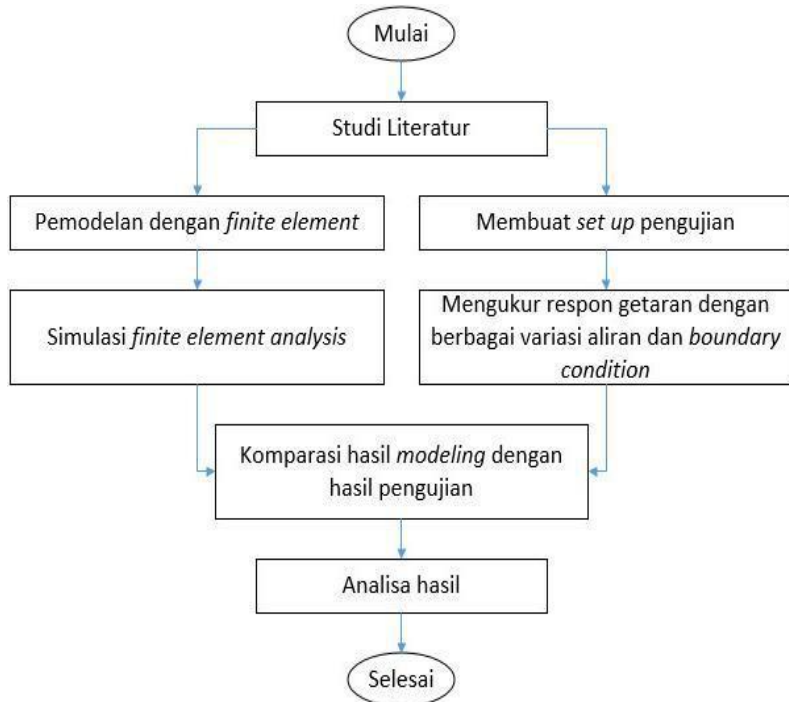 Mulai
Studi Literatur
Pemodelan dengan finite element
Membuat set up pengujian
Simulasi finite element analysis
Mengukur respon getaran dengan
berbagai variasi aliran dan boundary
condition
Komparasi hasil modeling dengan
hasil pengujian
Analisa hasil
Selesai